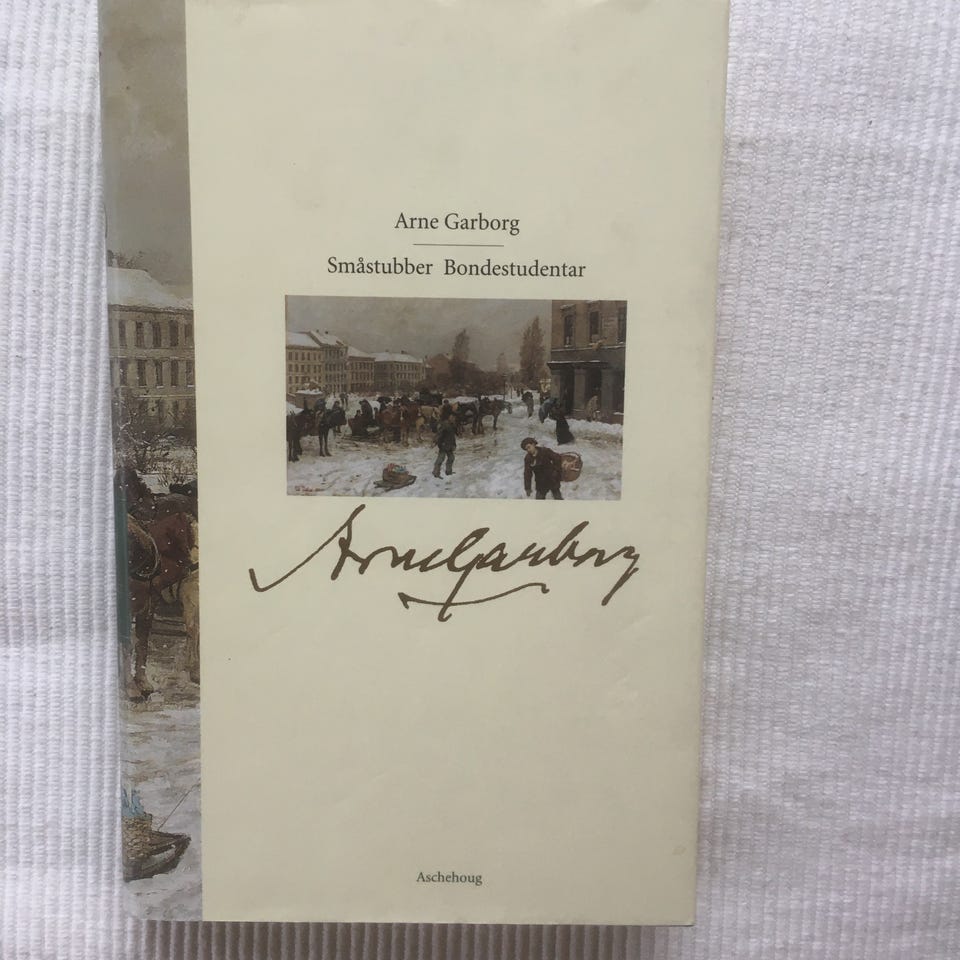 Arne Garborg
Småstubber Bondestudentar
Arne Garborg
Aschehoug